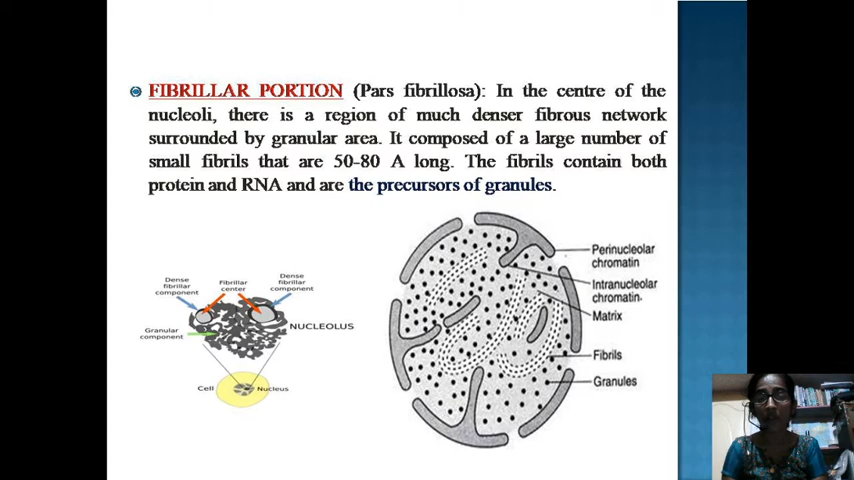 FIBRILLAR PORTION (Pars fibrillosa): In the centre of the
nucleoli, there is a region of much denser fibrous network
surrounded by granular area. It composed of a large number of
small fibrils that are 50-80 A long. The fibrils contain both
protein and RNA and are the precursors of granules.
Dense
fibrillar
component
Fibrillar
center
Dense
fibrillar
component
Granular
component
NUCLEOLUS
Cell
Nucleus
Perinucleolar
chromatin
Intranucleolar
chromatin.
Matrix
Fibrils
Granules